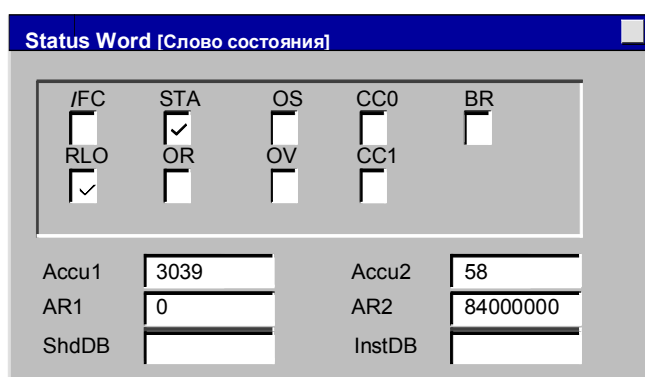 Status Word [Слово состояния]
/FC STA OS CC0 BR
RLO OR OV CC1
Accu1 3039 Accu2 58
AR1 0 AR2 84000000
ShdDB InstDB